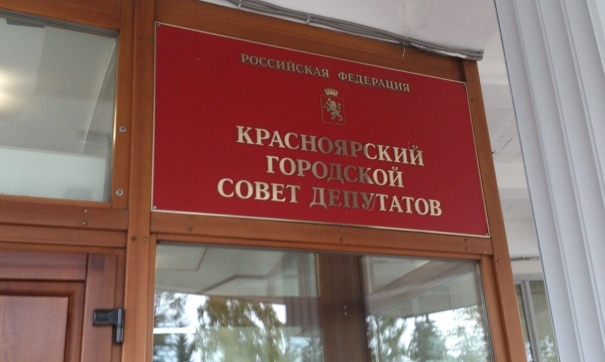 РОССИЙСКАЯ ФЕДЕРАЦИЯ
КРАСНОЯРСКИЙ
ГОРОДСКОЙ
СОВЕТ ДЕПУТАТОВ